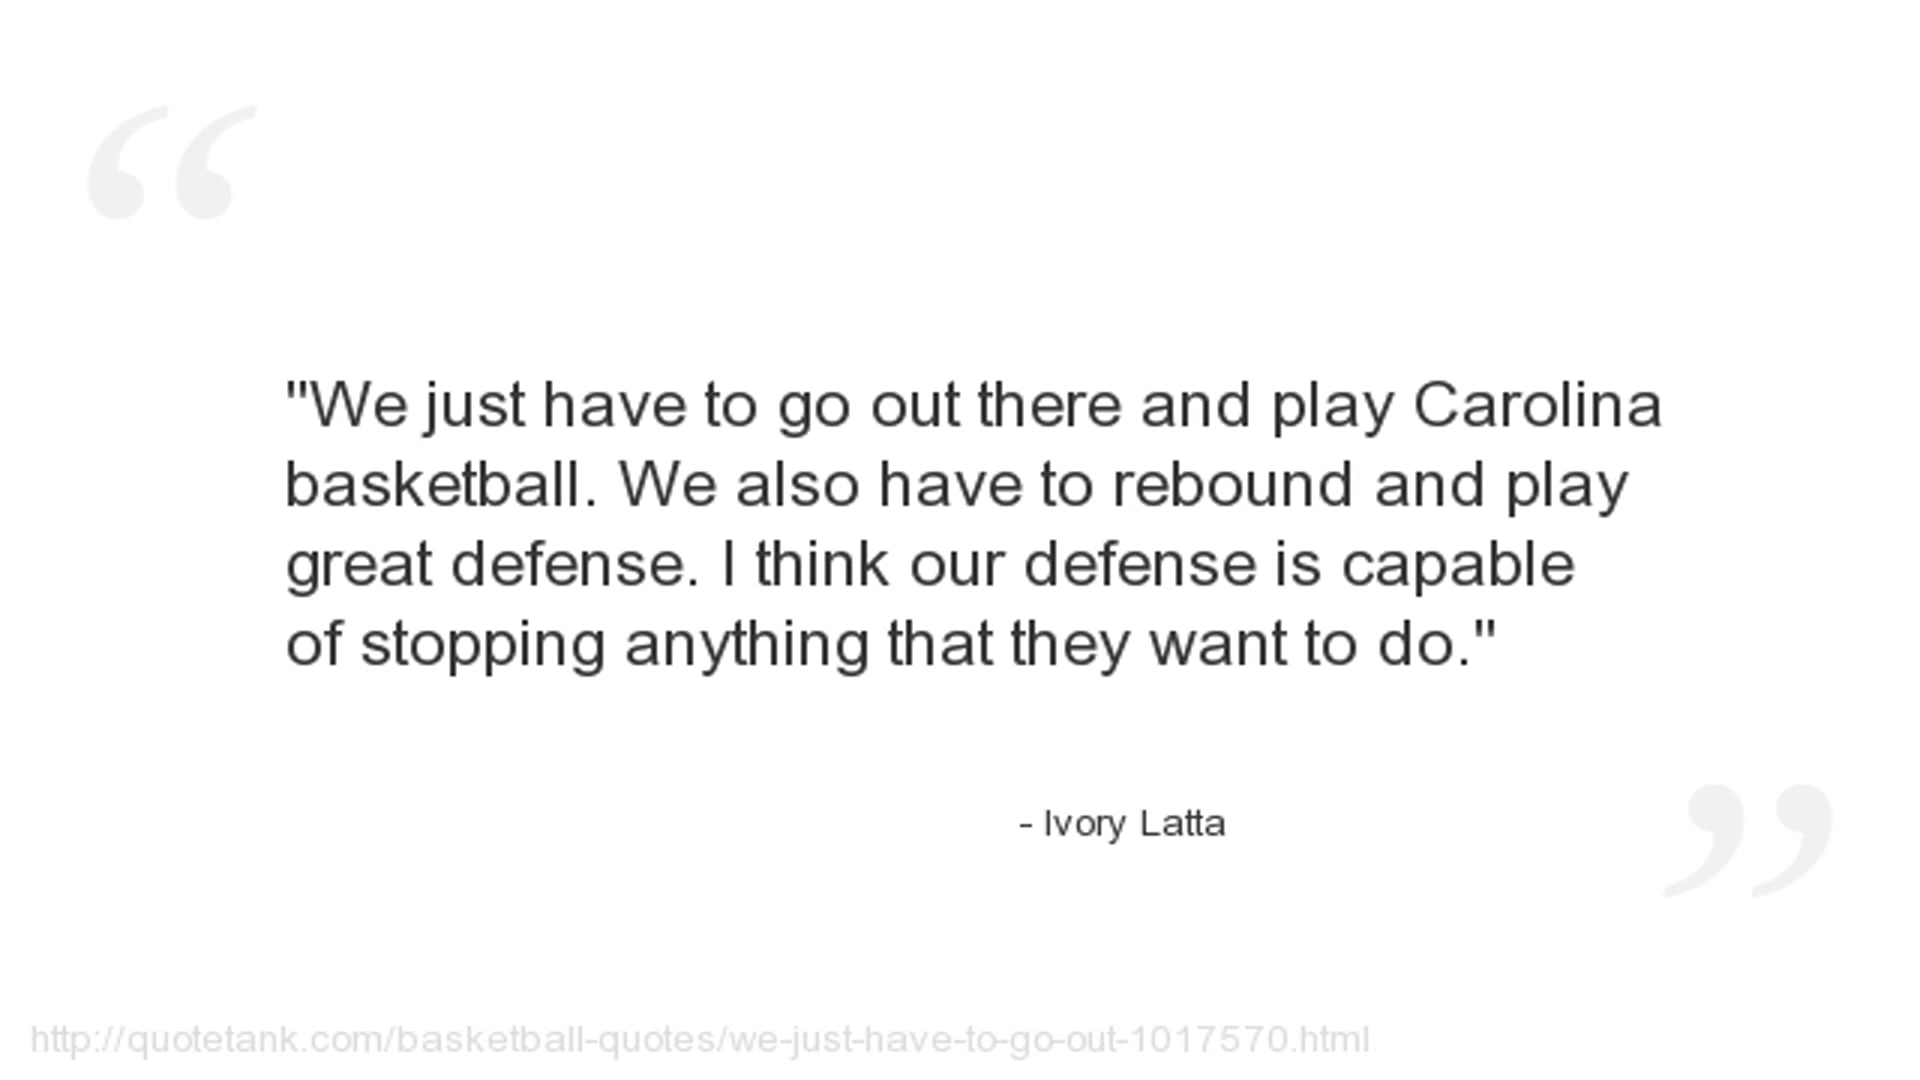 "We just have to go out there and play Carolina
basketball. We also have to rebound and play
great defense. I think our defense is capable
of stopping anything that they want to do."
- Ivory Latta
http://quotetank.com/basketball-quotes/we-just-have-to-go-out-1017570.html